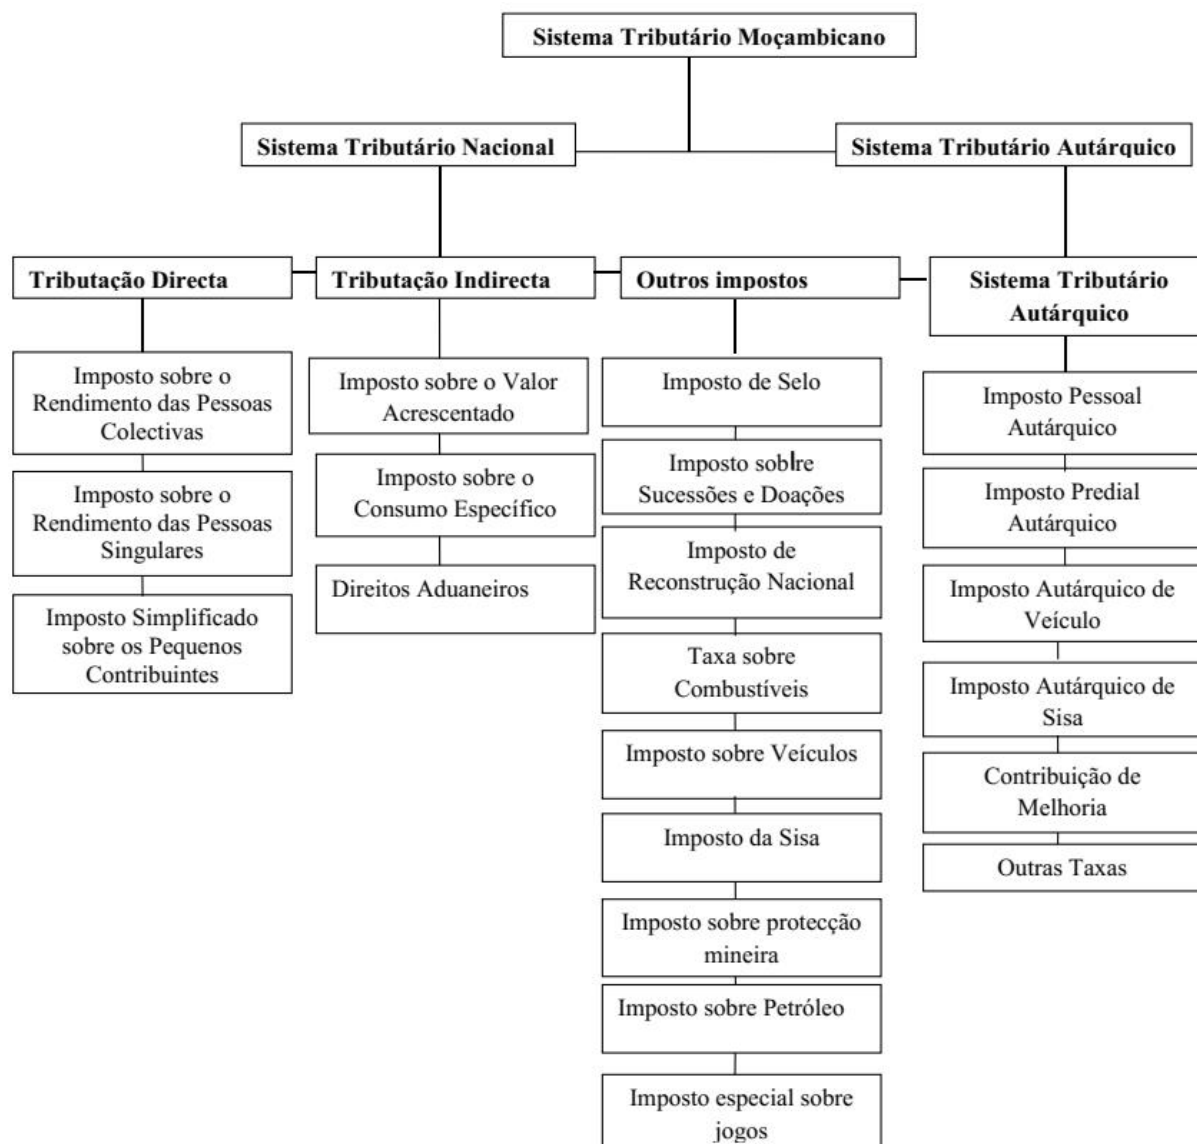 Sistema Tributário Moçambicano
Sistema Tributário Nacional
Sistema Tributário Autárquico
Tributação Directa
Imposto sobre o
Rendimento das Pessoas
Colectivas
Imposto sobre o
Rendimento das Pessoas
Singulares
Imposto Simplificado
sobre os Pequenos
Contribuintes
Tributação Indirecta
Imposto sobre o Valor
Acrescentado
Imposto sobre o
Consumo Específico
Direitos Aduaneiros
Outros impostos
Imposto de Selo
Imposto sobre
Sucessões e Doações
Imposto de
Reconstrução Nacional
Taxa sobre
Combustíveis
Imposto sobre Veículos
Imposto da Sisa
Imposto sobre protecção
mineira
Imposto sobre Petróleo
Imposto especial sobre
jogos
Sistema Tributário
Autárquico
Imposto Pessoal
Autárquico
Imposto Predial
Autárquico
Imposto Autárquico de
Veículo
Imposto Autárquico de
Sisa
Contribuição de
Melhoria
Outras Taxas